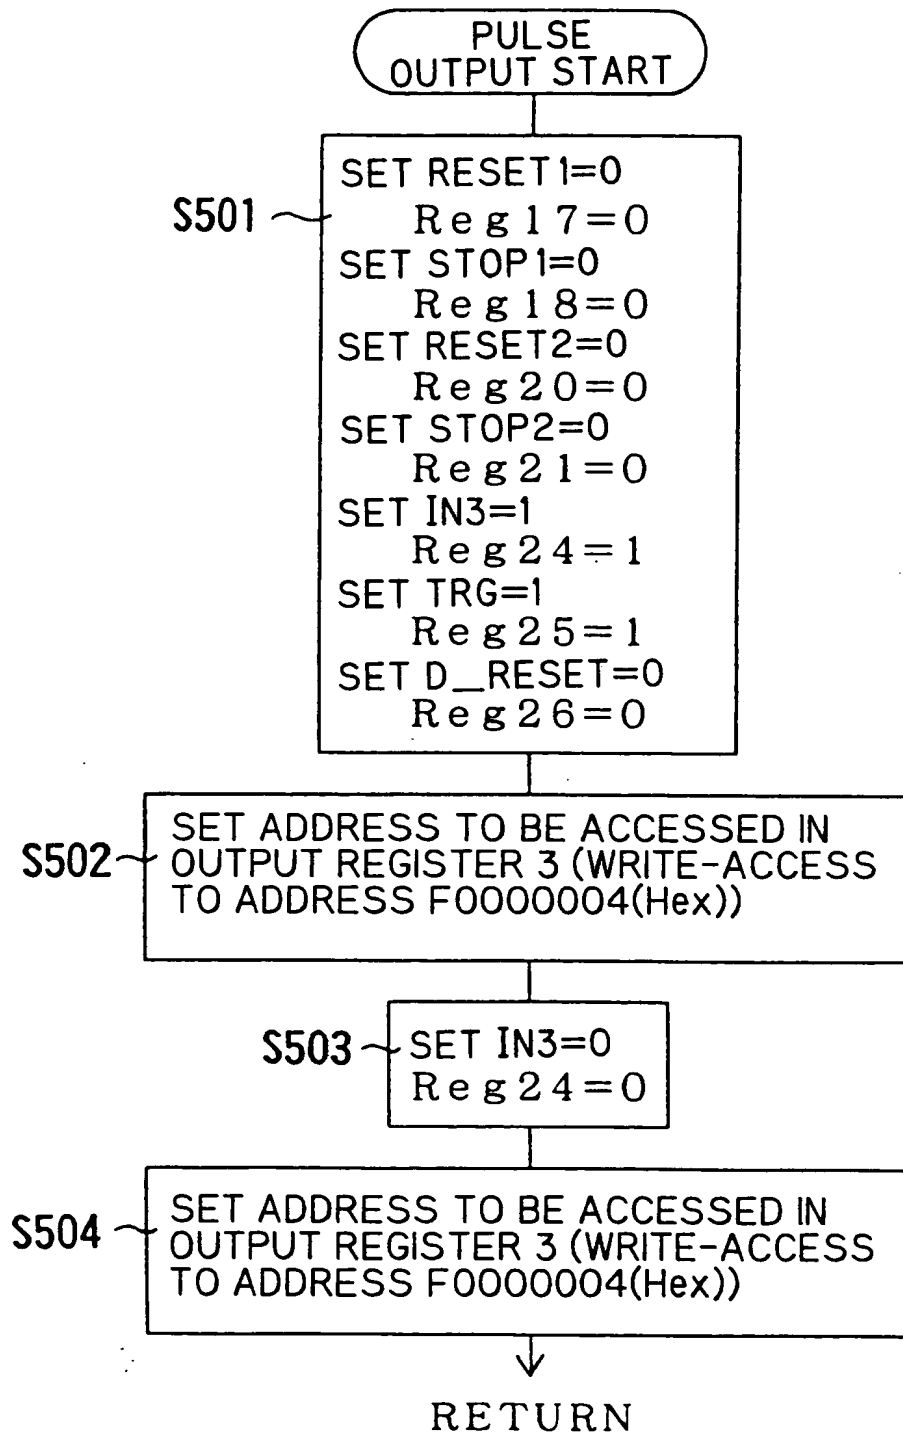 PULSE
OUTPUT START
S501
SET RESET1=0
Reg17=0
SET STOP1=0
Reg18=0
SET RESET2=0
Reg20=0
SET STOP2=0
Reg21=0
SET IN3=1
Reg24=1
SET TRG=1
Reg25=1
SET D_RESET=0
Reg26=0
S502
SET ADDRESS TO BE ACCESSED IN
OUTPUT REGISTER 3 (WRITE-ACCESS
TO ADDRESS F0000004(Hex))
S503
SET IN3=0
Reg24=0
S504
SET ADDRESS TO BE ACCESSED IN
OUTPUT REGISTER 3 (WRITE-ACCESS
TO ADDRESS F0000004(Hex))
RETURN